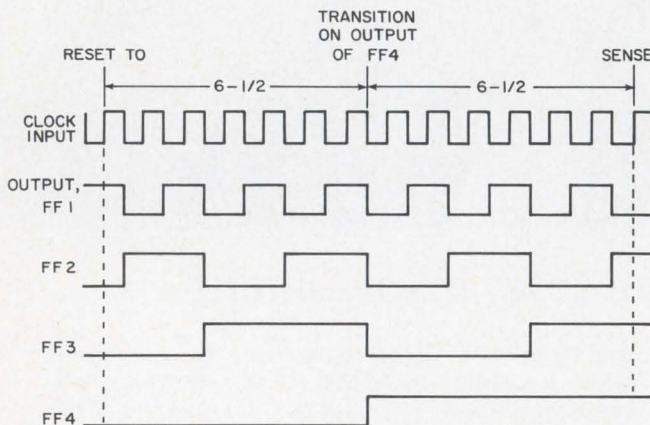 TRANSITION
ON OUTPUT
RESET TO OF FF4 SENSE
6-1/2 6-1/2
CLOCK
INPUT
OUTPUT,
FF1
FF2
FF3
FF4